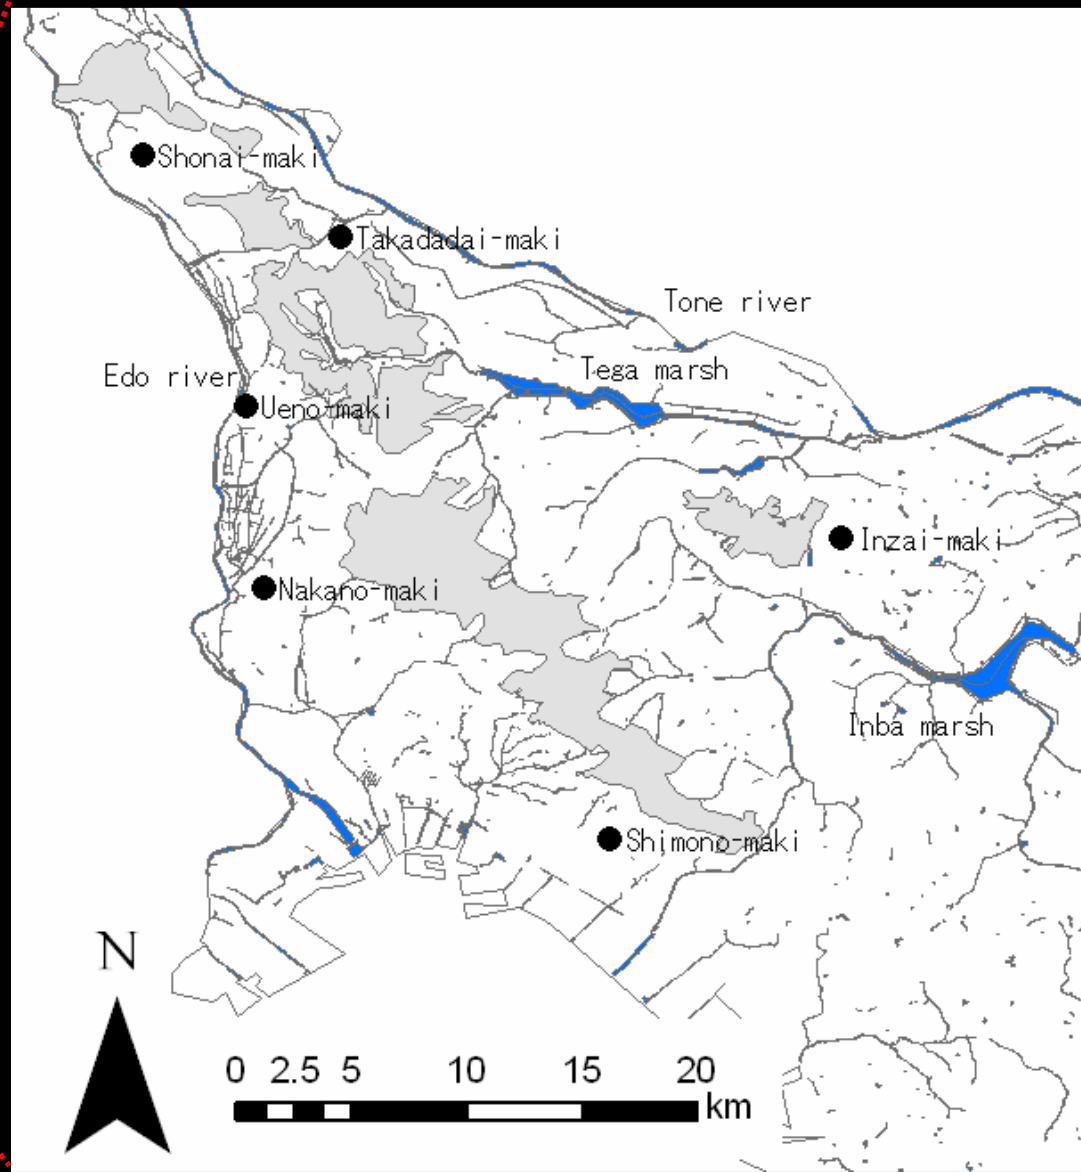 Shonai-maki
Takadadai-maki
Tone river
Tega marsh
Edo river
Ueno-maki
Inzai-maki
Nakano-maki
Inba marsh
Shimono-maki
N
0 2.5 5 10 15 20
km